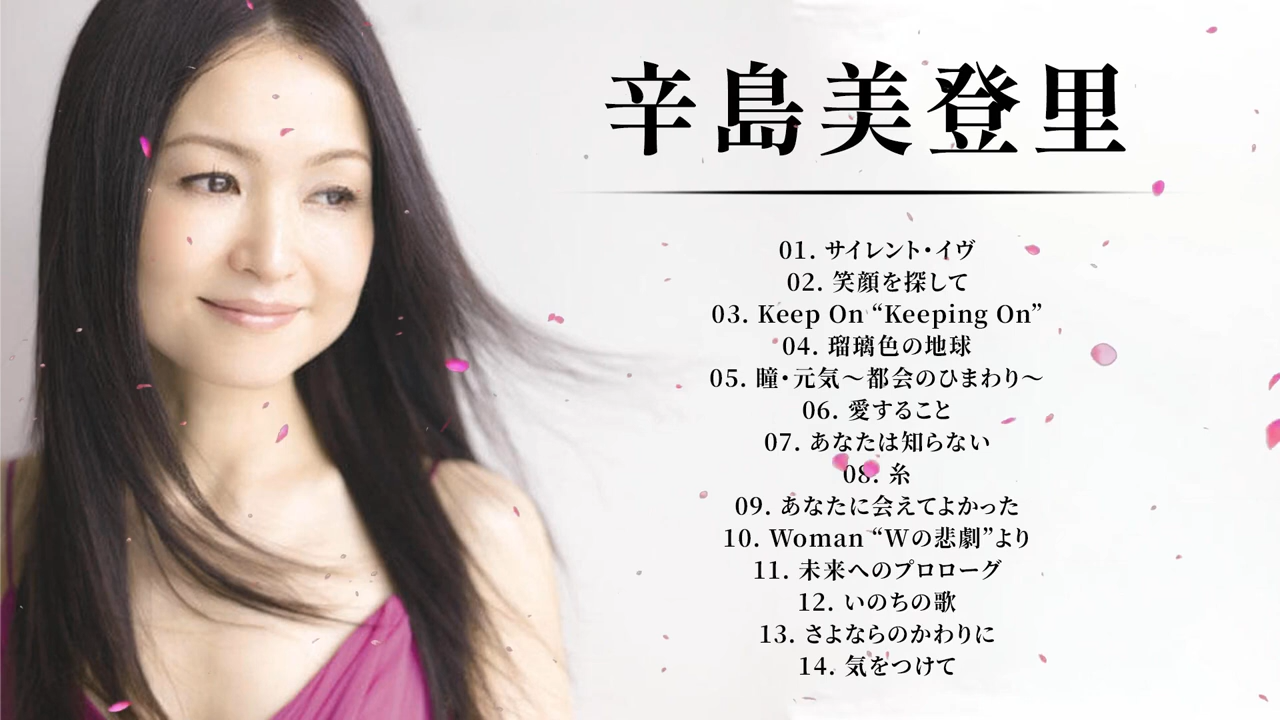 辛島美登里
01. サイレント・イヴ
02. 笑顔を探して
03. Keep On “Keeping On”
04. 瑠璃色の地球
05. 瞳・元気〜都会のひまわり〜
06. 愛すること
07. あなたは知らない
08. 糸
09. あなたに会えてよかった
10. Woman “Wの悲劇”より
11. 未来へのプロローグ
12. いのちの歌
13. さよならのかわりに
14. 気をつけて